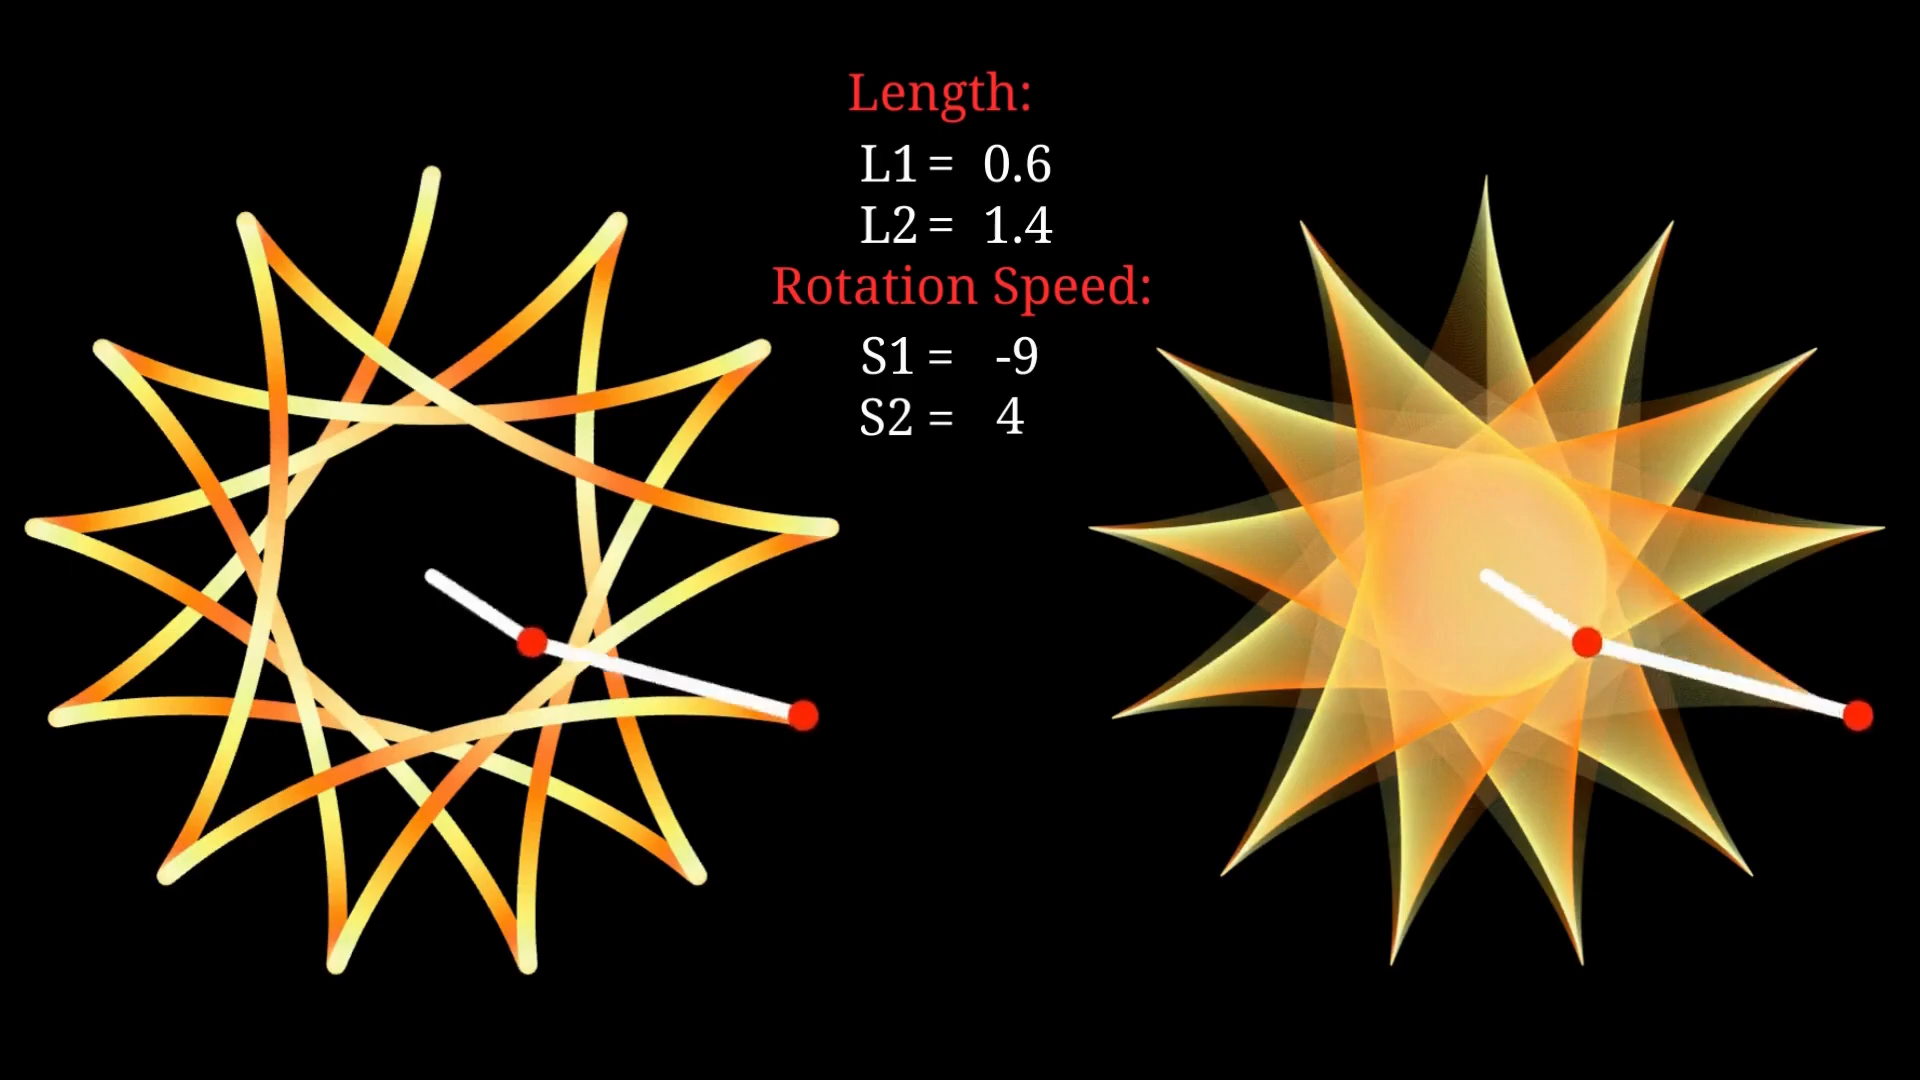 Length:
L1 = 0.6
L2 = 1.4
Rotation Speed:
S1 = -9
S2 = 4